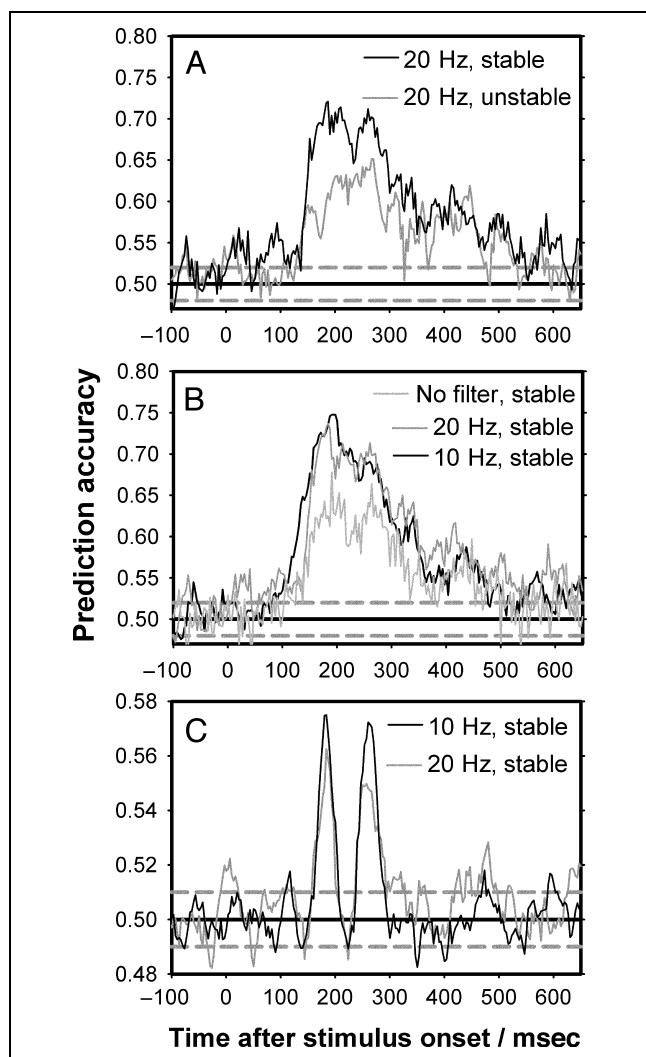 Prediction accuracy
A
20 Hz, stable
20 Hz, unstable
0.80
0.75
0.70
0.65
0.60
0.55
0.50
–100 0 100 200 300 400 500 600
B
No filter, stable
20 Hz, stable
10 Hz, stable
0.80
0.75
0.70
0.65
0.60
0.55
0.50
–100 0 100 200 300 400 500 600
C
10 Hz, stable
20 Hz, stable
0.58
0.56
0.54
0.52
0.50
0.48
–100 0 100 200 300 400 500 600
Time after stimulus onset / msec